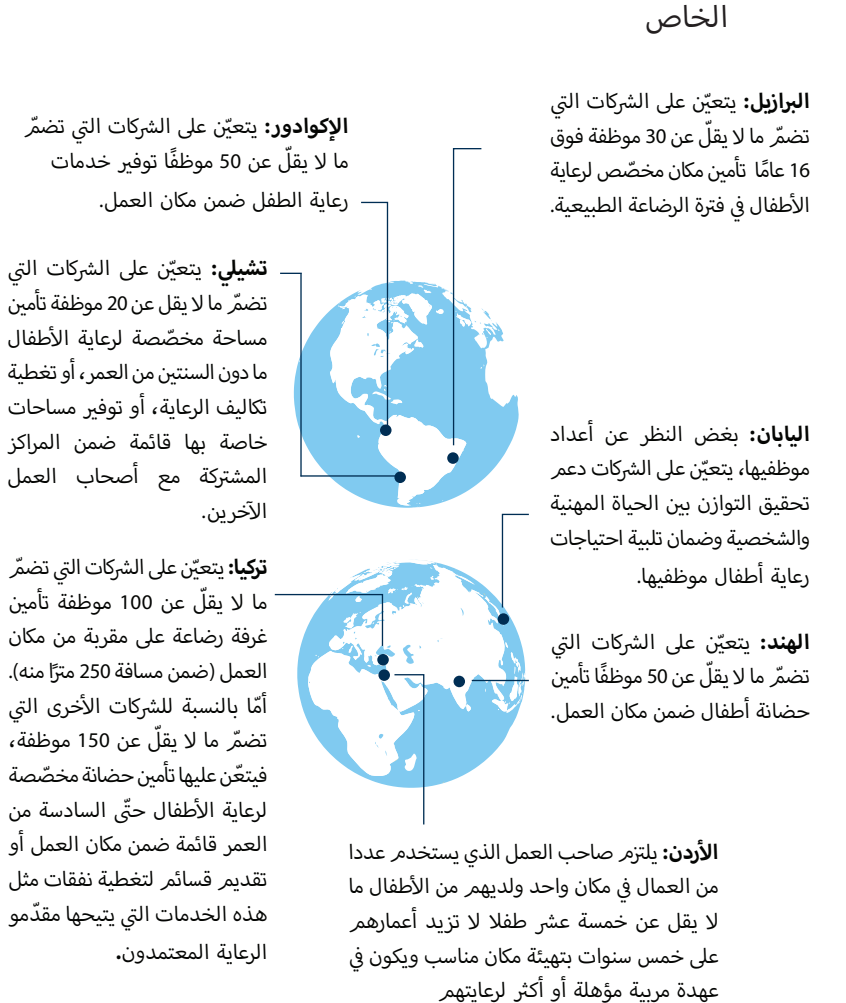 الخاص
البرازيل: يتعيّن على الشركات التي
تضمّ ما لا يقلّ عن 30 موظفة فوق
16 عامًا تأمين مكان مخصّص لرعاية
الأطفال في فترة الرضاعة الطبيعية.
الإكوادور: يتعيّن على الشركات التي تضمّ
ما لا يقلّ عن 50 موظفًا توفير خدمات
رعاية الطفل ضمن مكان العمل.
تشيلي: يتعيّن على الشركات التي
تضمّ ما لا يقل عن 20 موظفة تأمين
مساحة مخصّصة لرعاية الأطفال
ما دون السنتين من العمر، أو تغطية
تكاليف الرعاية، أو توفير مساحات
خاصة بها قائمة ضمن المراكز
المشتركة مع أصحاب العمل
الآخرين.
اليابان: بغض النظر عن أعداد
موظفيها، يتعيّن على الشركات دعم
تحقيق التوازن بين الحياة المهنية
والشخصية وضمان تلبية احتياجات
رعاية أطفال موظفيها.
الهند: يتعيّن على الشركات التي
تضمّ ما لا يقلّ عن 50 موظفًا تأمين
حضانة أطفال ضمن مكان العمل.
تركيا: يتعيّن على الشركات التي تضمّ
ما لا يقلّ عن 100 موظفة تأمين
غرفة رضاعة على مقربة من مكان
العمل (ضمن مسافة 250 مترًا منه).
أمّا بالنسبة للشركات الأخرى التي
تضمّ ما لا يقلّ عن 150 موظفة،
فيتعّن عليها تأمين حضانة مخصّصة
لرعاية الأطفال حتّى السادسة من
العمر قائمة ضمن مكان العمل أو
تقديم قسائم لتغطية نفقات مثل
هذه الخدمات التي يتيحها مقدّمو
الرعاية المعتمدون.
الأردن: يلتزم صاحب العمل الذي يستخدم عددا
من العمال في مكان واحد ولديهم من الأطفال ما
لا يقل عن خمسة عشر طفلا لا تزيد أعمارهم
على خمس سنوات بتهيئة مكان مناسب ويكون في
عهدة مربية مؤهلة أو أكثر لرعايتهم